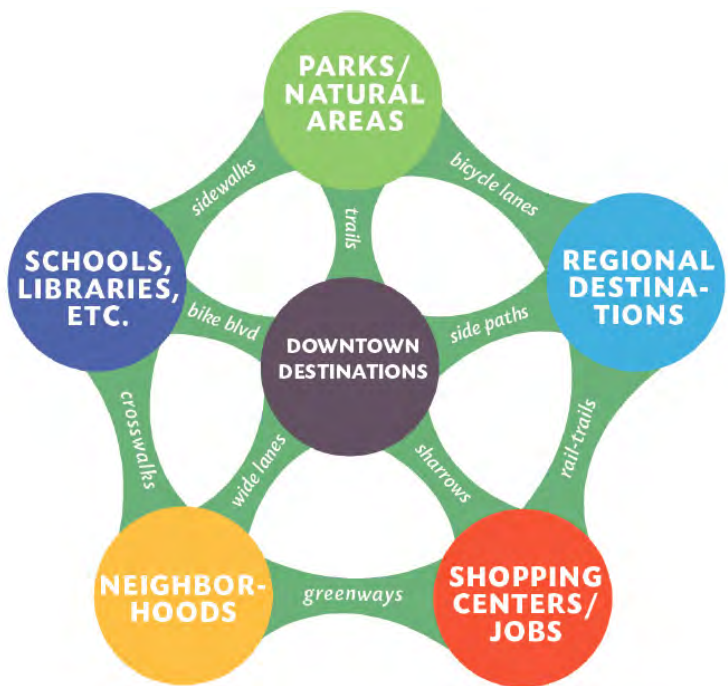 PARKS/
NATURAL
AREAS
sidewalks
bicycle lanes
trails
SCHOOLS,
LIBRARIES,
ETC.
REGIONAL
DESTINA-
TIONS
bike blvd
side paths
DOWNTOWN
DESTINATIONS
crosswalks
wide lanes
sharrows
rail-trails
NEIGHBOR-
HOODS
greenways
SHOPPING
CENTERS/
JOBS